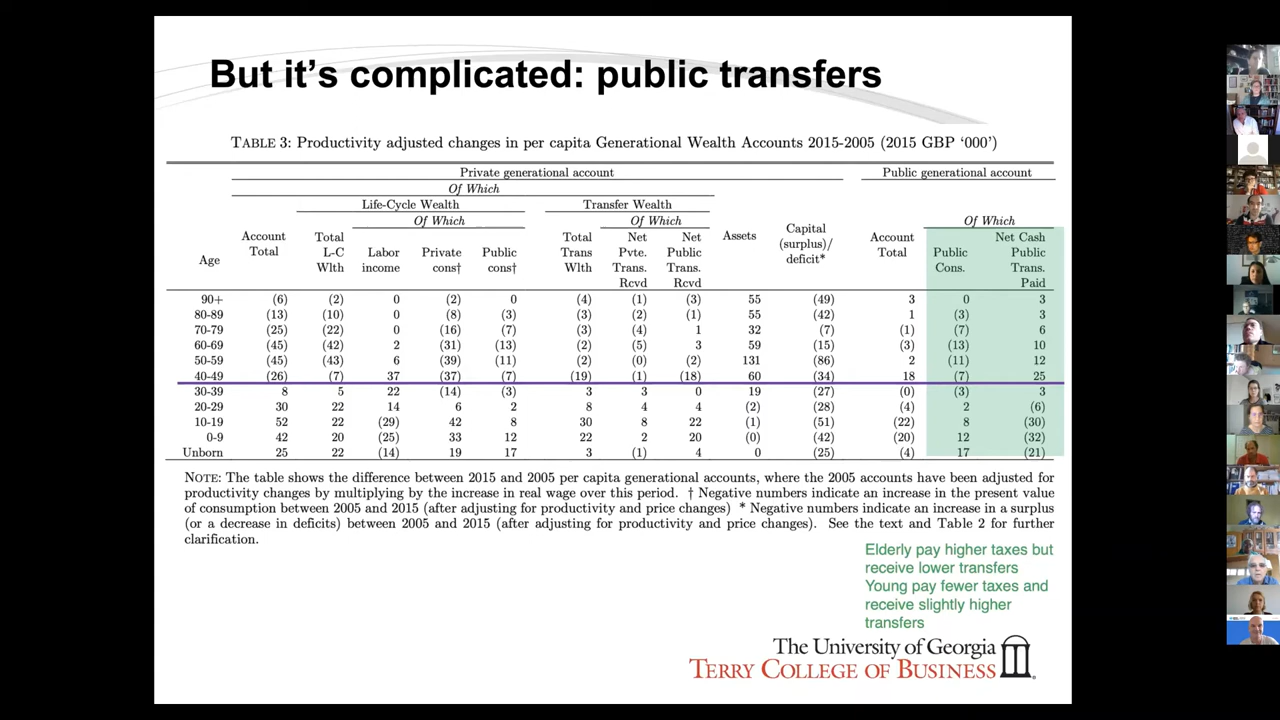 But it's complicated: public transfers
TABLE 3: Productivity adjusted changes in per capita Generational Wealth Accounts 2015-2005 (2015 GBP '000')
Private generational account Public generational account
Of Which
Life-Cycle Wealth Transfer Wealth
Of Which Of Which Of Which
Age Account Total Total L-C Wlth Labor income Private cons† Public cons† Total Trans Wlth Net Pvte. Trans. Rcvd Net Public Trans. Rcvd Assets Capital (surplus)/ deficit* Account Total Public Cons. Net Cash Public Trans. Paid
90+ (6) (2) 0 (2) 0 (4) (1) (3) 55 (49) 3 0 3
80-89 (13) (10) 0 (8) (3) (3) (2) (1) 55 (42) 1 (3) 3
70-79 (25) (22) 0 (16) (7) (3) (4) 1 32 (7) (1) (7) 6
60-69 (45) (42) 2 (31) (13) (2) (5) 3 59 (15) (3) (13) 10
50-59 (45) (43) 6 (39) (11) (2) (0) (2) 131 (86) 2 (11) 12
40-49 (26) (7) 37 (37) (7) (19) (1) (18) 60 (34) 18 (7) 25
30-39 8 5 22 (14) (3) 3 3 0 19 (27) (0) (3) 3
20-29 30 22 14 6 2 8 4 4 (2) (28) (4) 2 (6)
10-19 52 22 (29) 42 8 30 8 22 (1) (51) (22) 8 (30)
0-9 42 20 (25) 33 12 22 2 20 (0) (42) (20) 12 (32)
Unborn 25 22 (14) 19 17 3 (1) 4 0 (25) (4) 17 (21)
NOTE: The table shows the difference between 2015 and 2005 per capita generational accounts, where the 2005 accounts have been adjusted for
productivity changes by multiplying by the increase in real wage over this period. † Negative numbers indicate an increase in the present value
of consumption between 2005 and 2015 (after adjusting for productivity and price changes) * Negative numbers indicate an increase in a surplus
(or a decrease in deficits) between 2005 and 2015 (after adjusting for productivity and price changes). See the text and Table 2 for further
clarification.
Elderly pay higher taxes but
receive lower transfers
Young pay fewer taxes and
receive slightly higher
transfers
The University of Georgia
TERRY COLLEGE OF BUSINESS